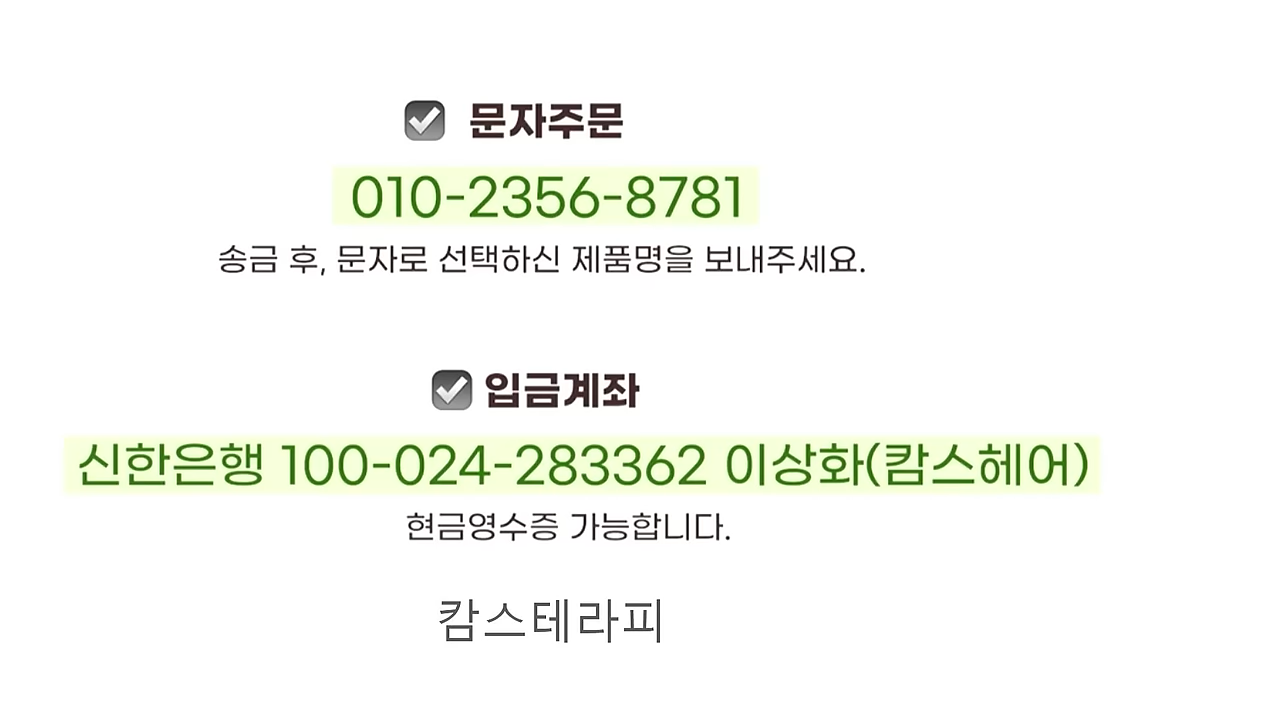 문자주문
010-2356-8781
송금 후, 문자로 선택하신 제품명을 보내주세요.
입금계좌
신한은행 100-024-283362 이상화(캄스헤어)
현금영수증 가능합니다.
캄스테라피